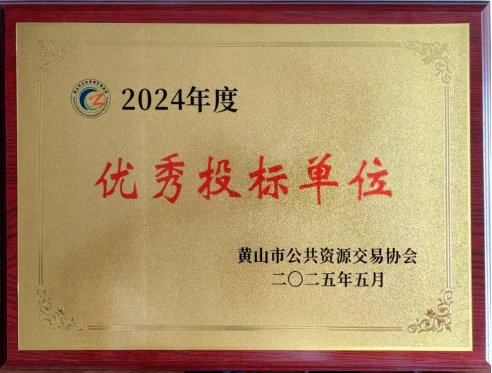 2024年度
优秀投标单位
黄山市公共资源交易协会
二〇二五年五月